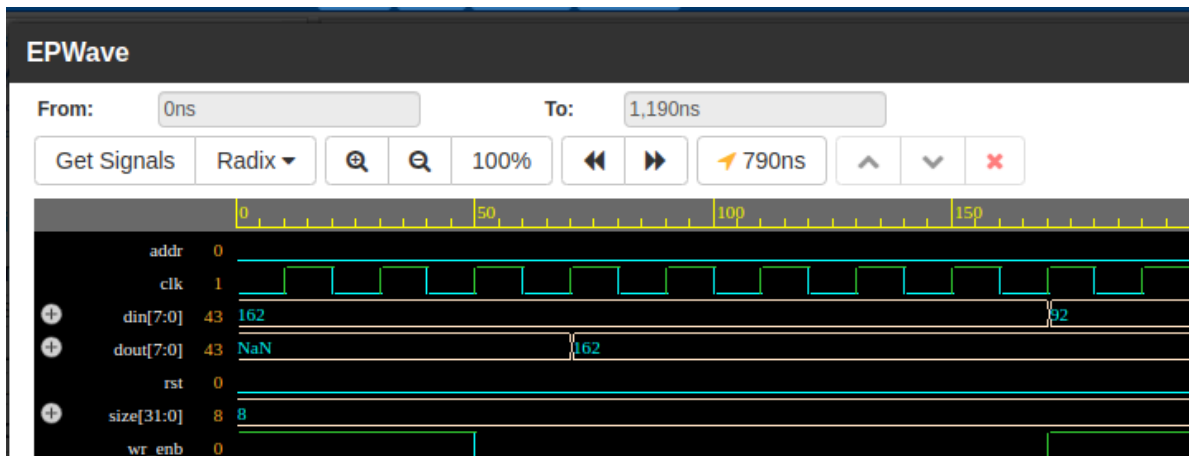 EPWave
From: 0ns To: 1,190ns
Get Signals Radix 100% 790ns
0 50 100 150
addr 0
clk 1
din[7:0] 43 162 92
dout[7:0] 43 NaN 162
rst 0
size[31:0] 8 8
wr_enb 0